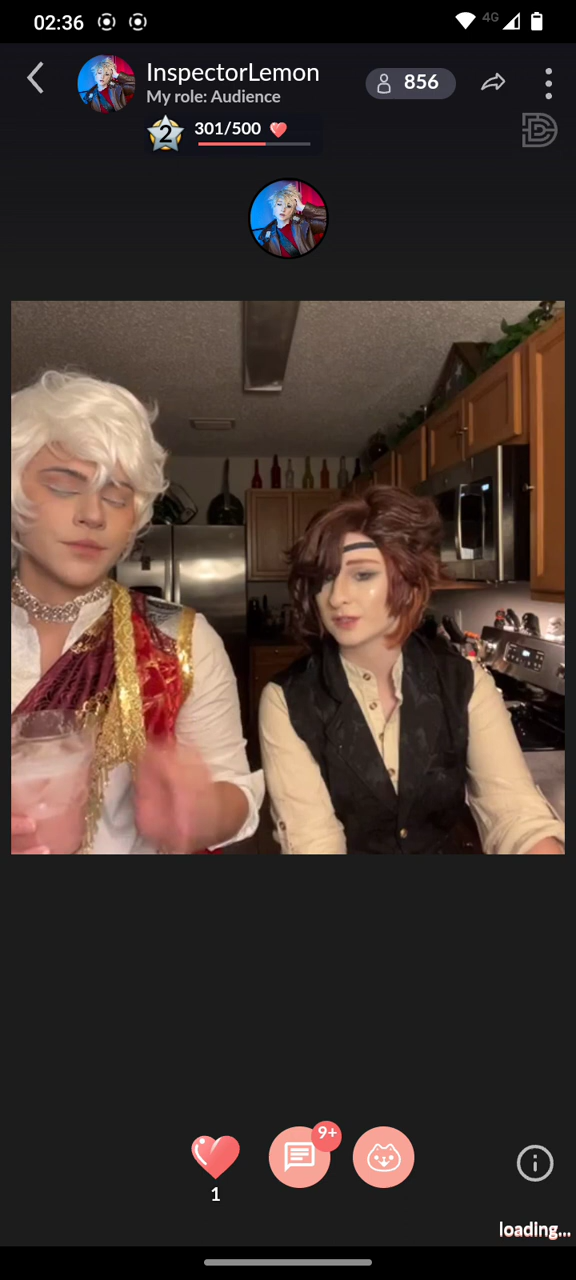 02:36
4G
InspectorLemon
856
My role: Audience
2
301/500
9+
1
loading...